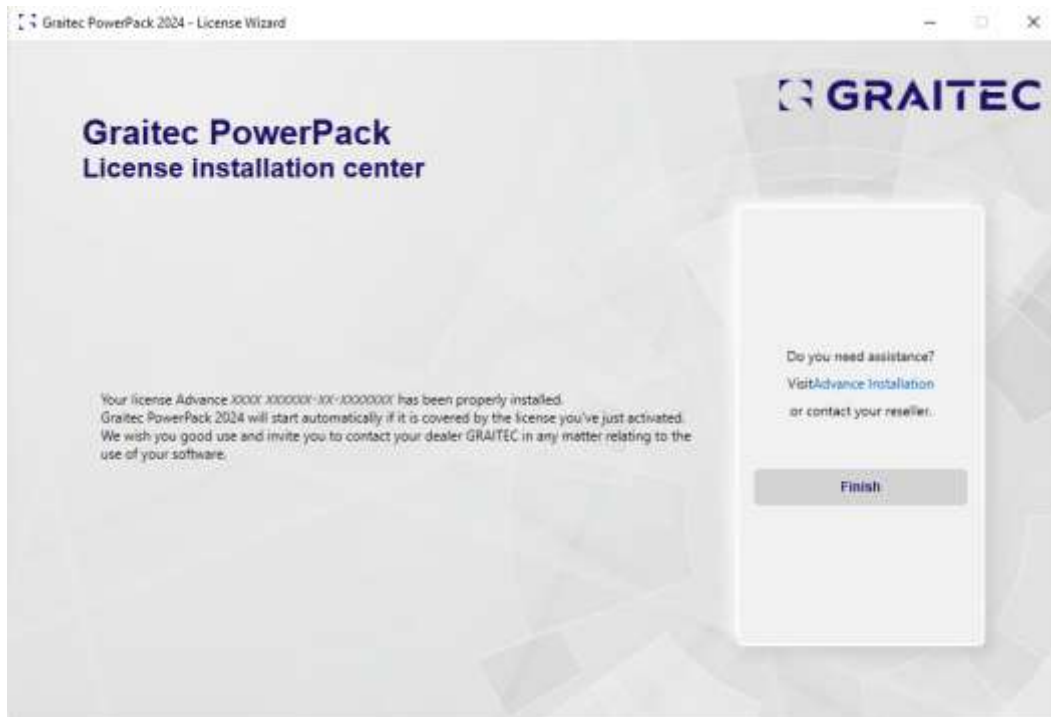 Graitec PowerPack 2024 - License Wizard
GRAITEC
Graitec PowerPack
License installation center
Your license Advance XXXX XXXXXX-XX-XXXXXXX has been properly installed.
Graitec PowerPack 2024 will start automatically if it is covered by the license you've just activated.
We wish you good use and invite you to contact your dealer GRAITEC in any matter relating to the
use of your software.
Do you need assistance?
VisitAdvance Installation
or contact your reseller.
Finish